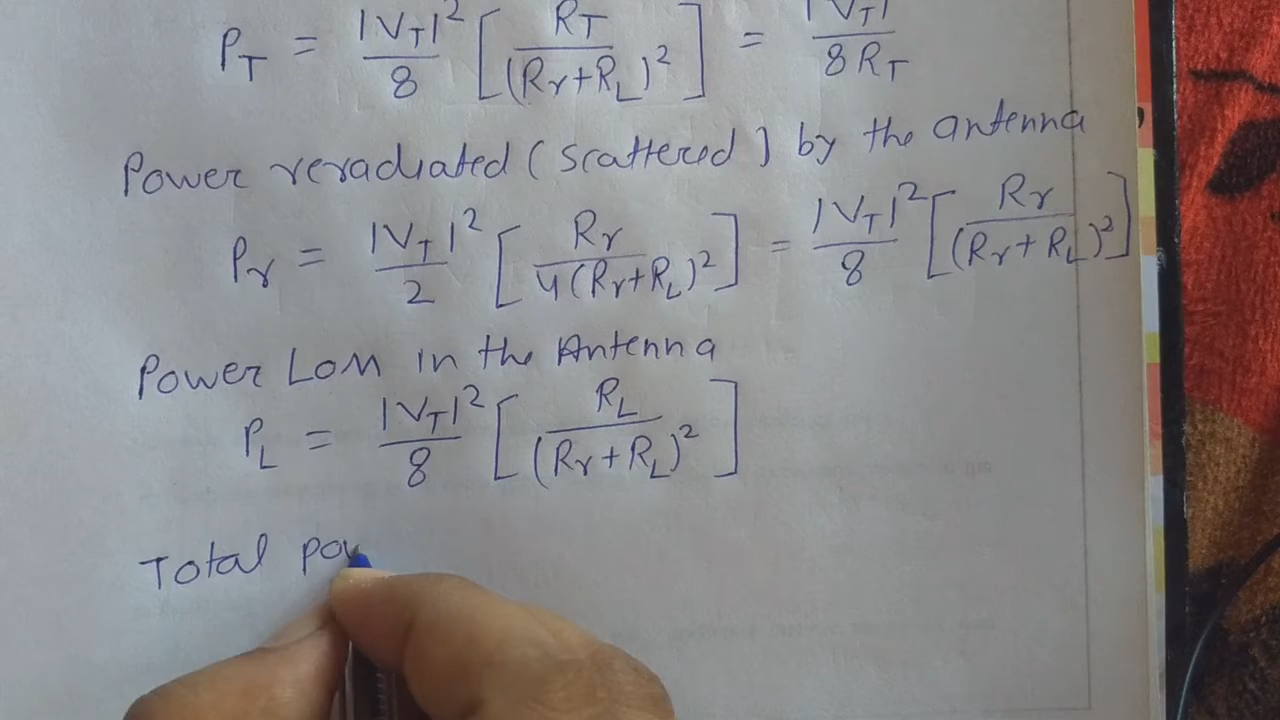 P_T = |V_T|²/8 [R_T/(R_r+R_L)²] = |V_T|/8R_T
Power reradiated (scattered) by the antenna
P_r = |V_T|²/2 [R_r/4(R_r+R_L)²] = |V_T|²/8 [R_r/(R_r+R_L)²]
Power Loss in the Antenna
P_L = |V_T|²/8 [R_L/(R_r+R_L)²]
Total pow